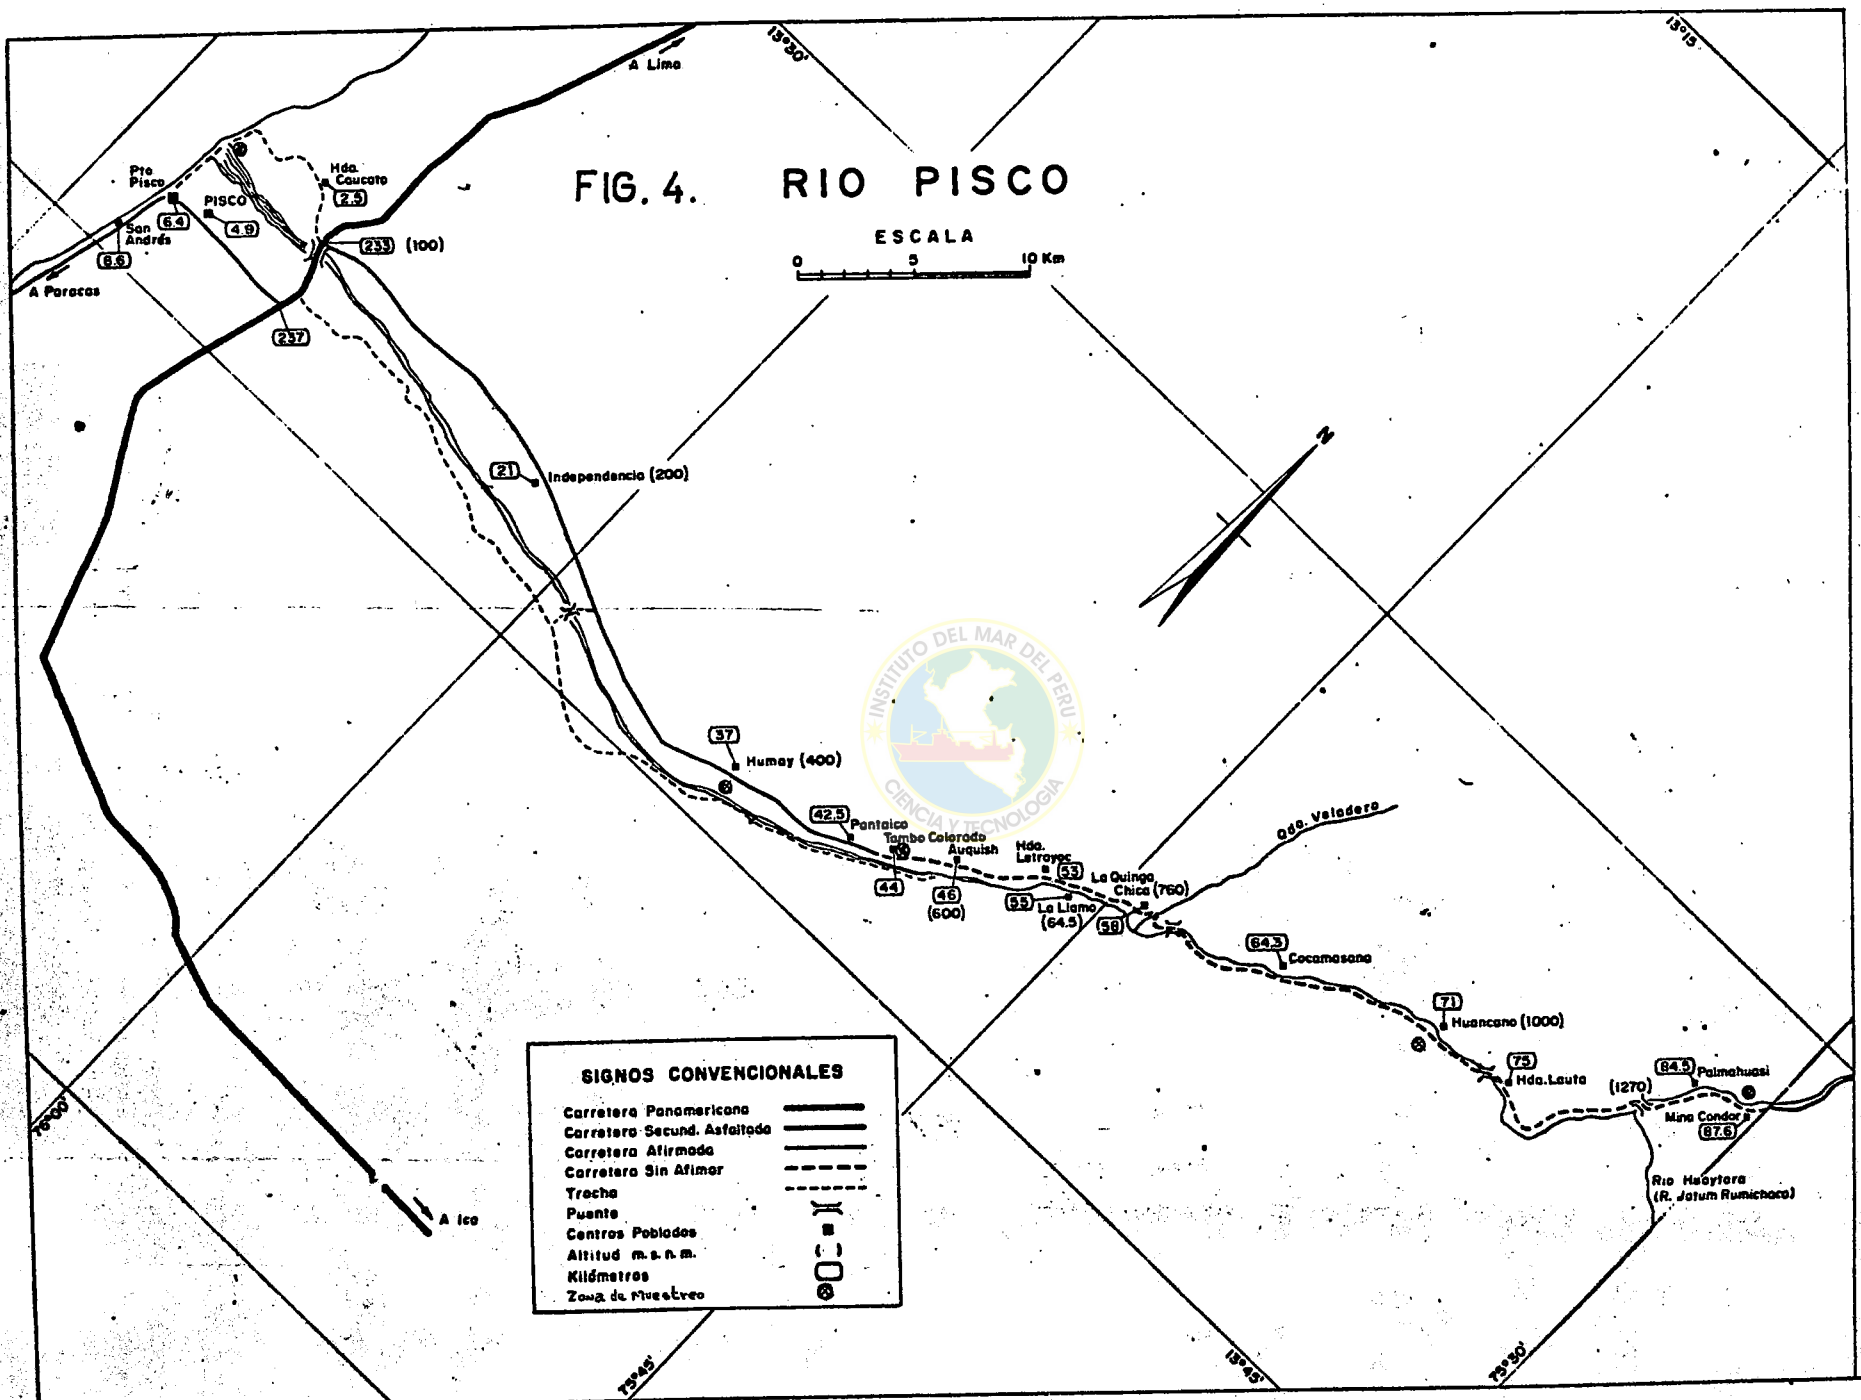 13°30'
13°15
A Lima
FIG. 4. RIO PISCO
ESCALA
0 5 10 Km
Pto
Pisco
PISCO
6.4
4.9
San
Andrés
8.6
A Paracas
Hda.
Caucato
2.5
233 (100)
237
21
Independencia (200)
N
INSTITUTO DEL MAR DEL PERU
CIENCIA Y TECNOLOGIA
37
Humay (400)
42.5
Pantaico
Tambo Colorado
44
Auquish
46
(600)
Hda.
Letrayoc
53
55
La Llamo
(64.5)
La Quinga
Chica (760)
58
Qda. Veladero
64.3
Cocamasana
71
Huancano (1000)
75
Hda. Lauta
(1270)
84.5
Palmahuasi
Mina Condor
87.6
Rio Huaytara
(R. Jatum Rumichaca)
76°00'
A Ica
SIGNOS CONVENCIONALES
Carretera Panamericana
Carretera Secund. Asfaltada
Carretera Afirmada
Carretera Sin Afimar
Trocha
Puente
Centros Poblados
Altitud m.s.n.m. ( )
Kilómetros
Zona de Muestreo
75°45'
13°45'
75°30'